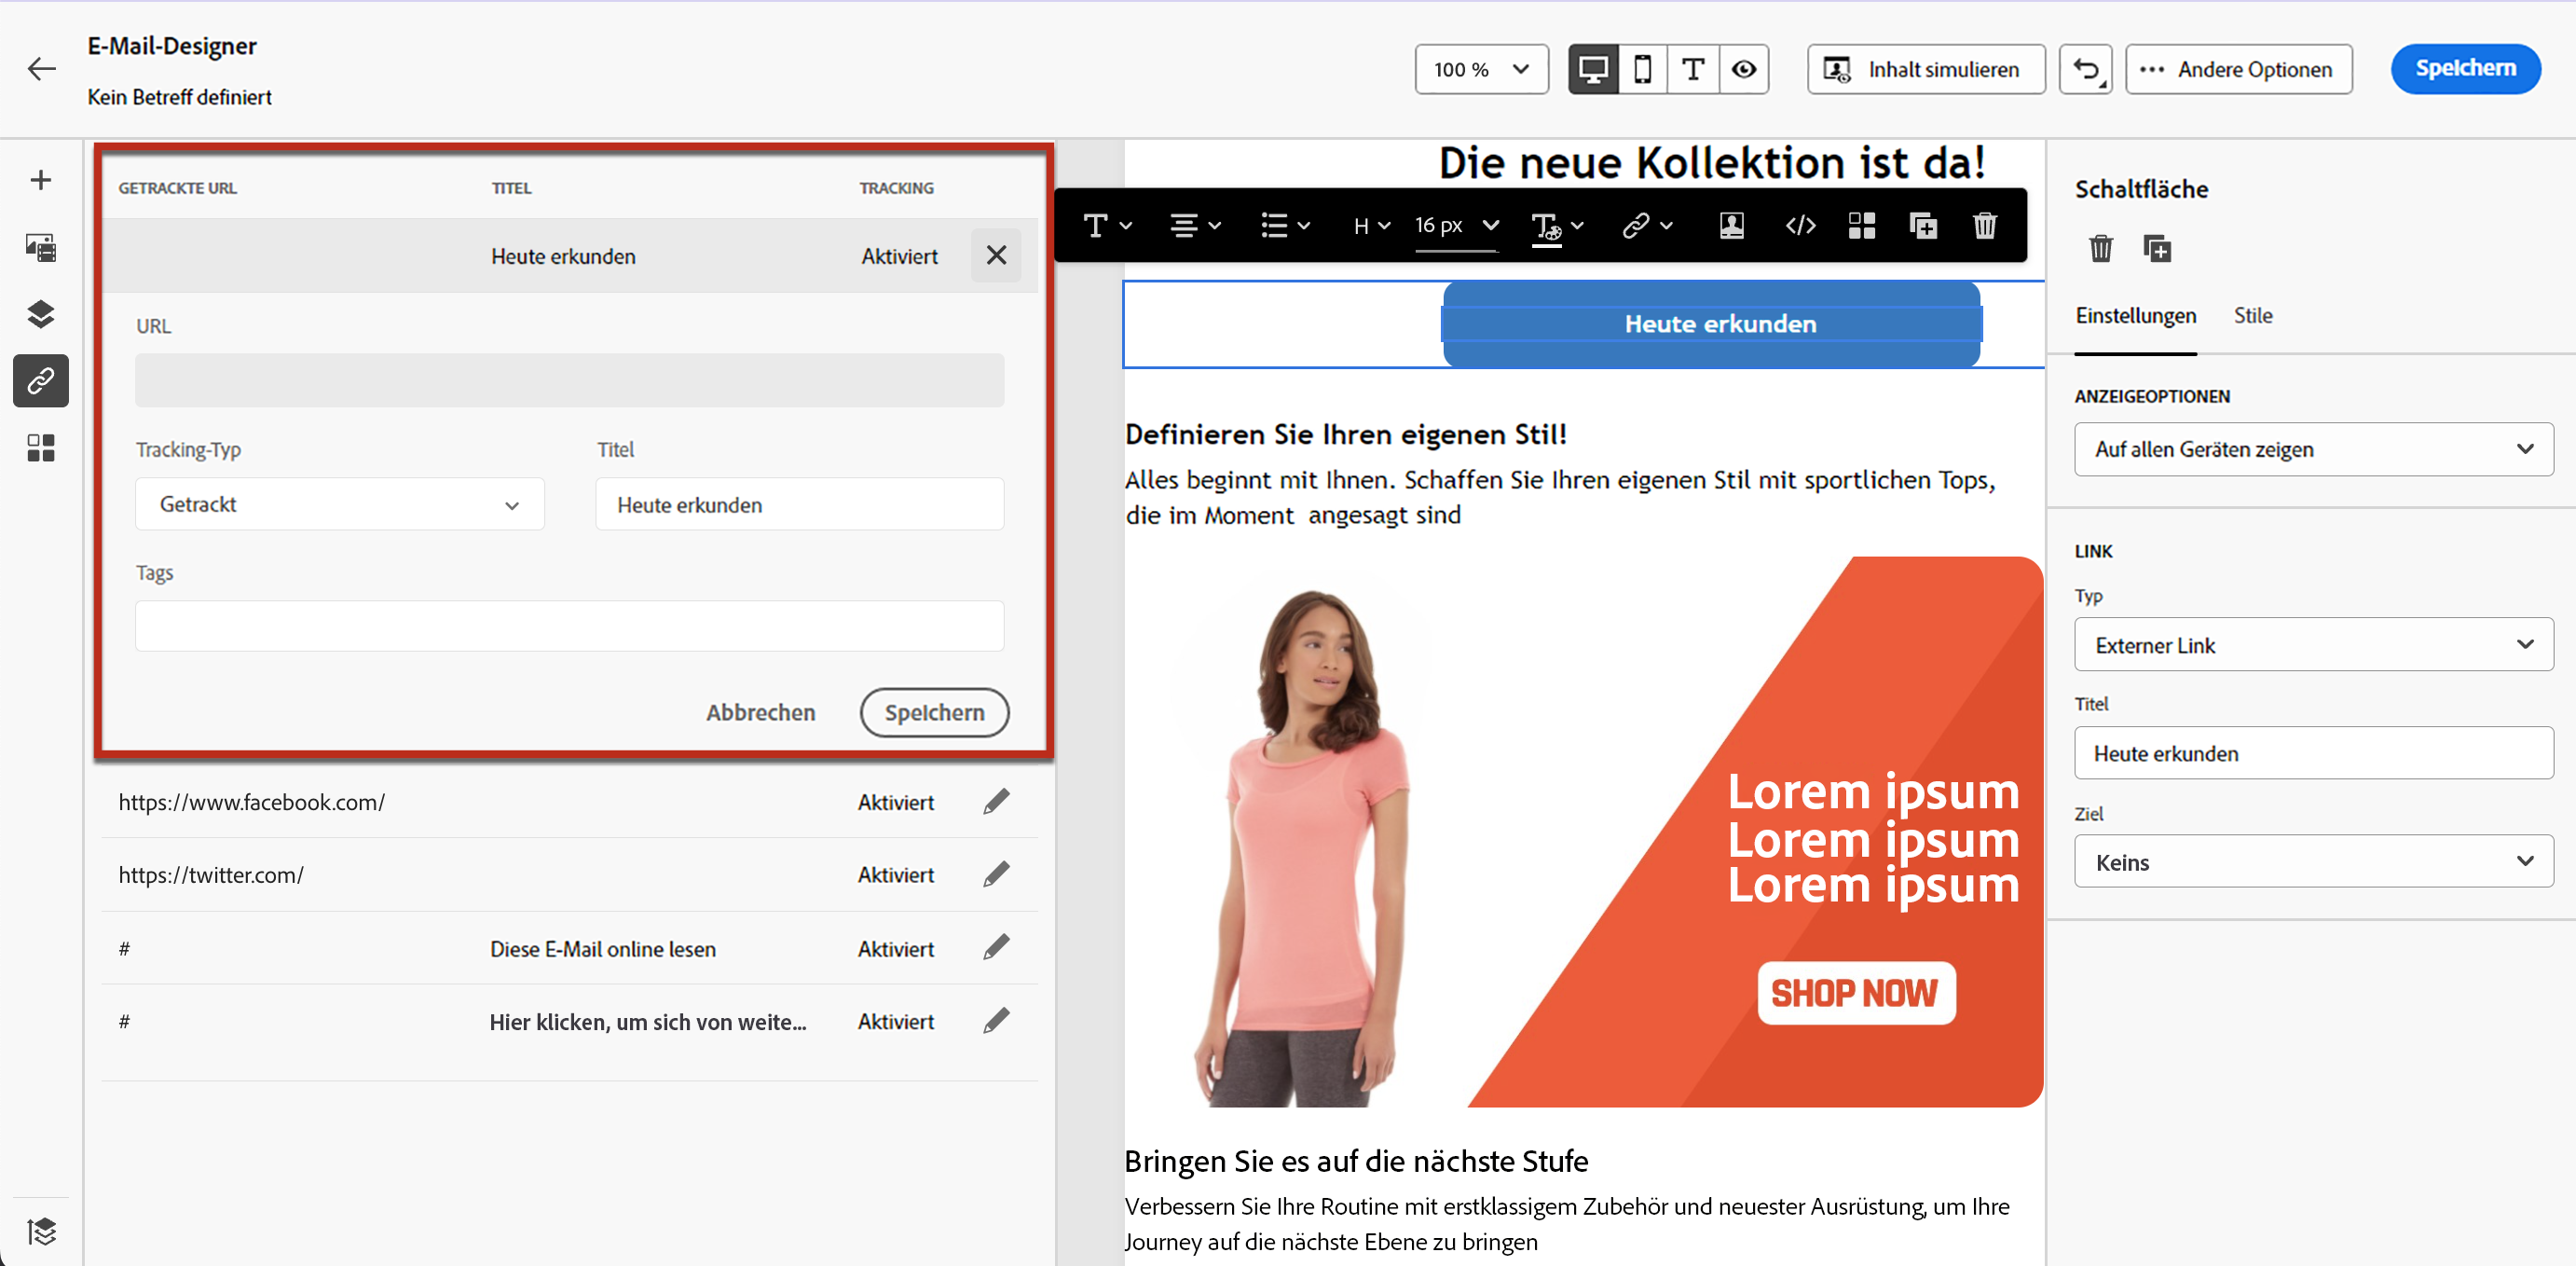 E-Mail-Designer
Kein Betreff definiert
100 %
Inhalt simulieren
Andere Optionen
Speichern
GETRACKTE URL TITEL TRACKING
Heute erkunden Aktiviert
URL
Tracking-Typ Titel
Getrackt Heute erkunden
Tags
Abbrechen Speichern
https://www.facebook.com/ Aktiviert
https://twitter.com/ Aktiviert
# Diese E-Mail online lesen Aktiviert
# Hier klicken, um sich von weite... Aktiviert
Die neue Kollektion ist da!
H 16 px
Heute erkunden
Definieren Sie Ihren eigenen Stil!
Alles beginnt mit Ihnen. Schaffen Sie Ihren eigenen Stil mit sportlichen Tops,
die im Moment angesagt sind
Lorem ipsum
Lorem ipsum
Lorem ipsum
SHOP NOW
Bringen Sie es auf die nächste Stufe
Verbessern Sie Ihre Routine mit erstklassigem Zubehör und neuester Ausrüstung, um Ihre
Journey auf die nächste Ebene zu bringen
Schaltfläche
Einstellungen Stile
ANZEIGEOPTIONEN
Auf allen Geräten zeigen
LINK
Typ
Externer Link
Titel
Heute erkunden
Ziel
Keins